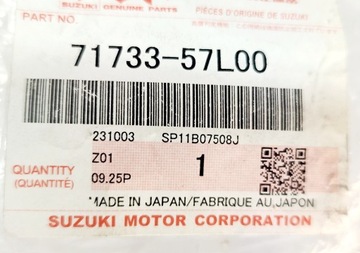 SUZUKI GENUINE PARTS PIÈCES D'ORIGINE DE SUZUKI
PART NO.
71733-57L00
231003 SP11B07508J
QUANTITY
(QUANTITÉ)
Z01
09.25P
1
MADE IN JAPAN/FABRIQUE AU,JAPON
SUZUKI MOTOR CORPORATION